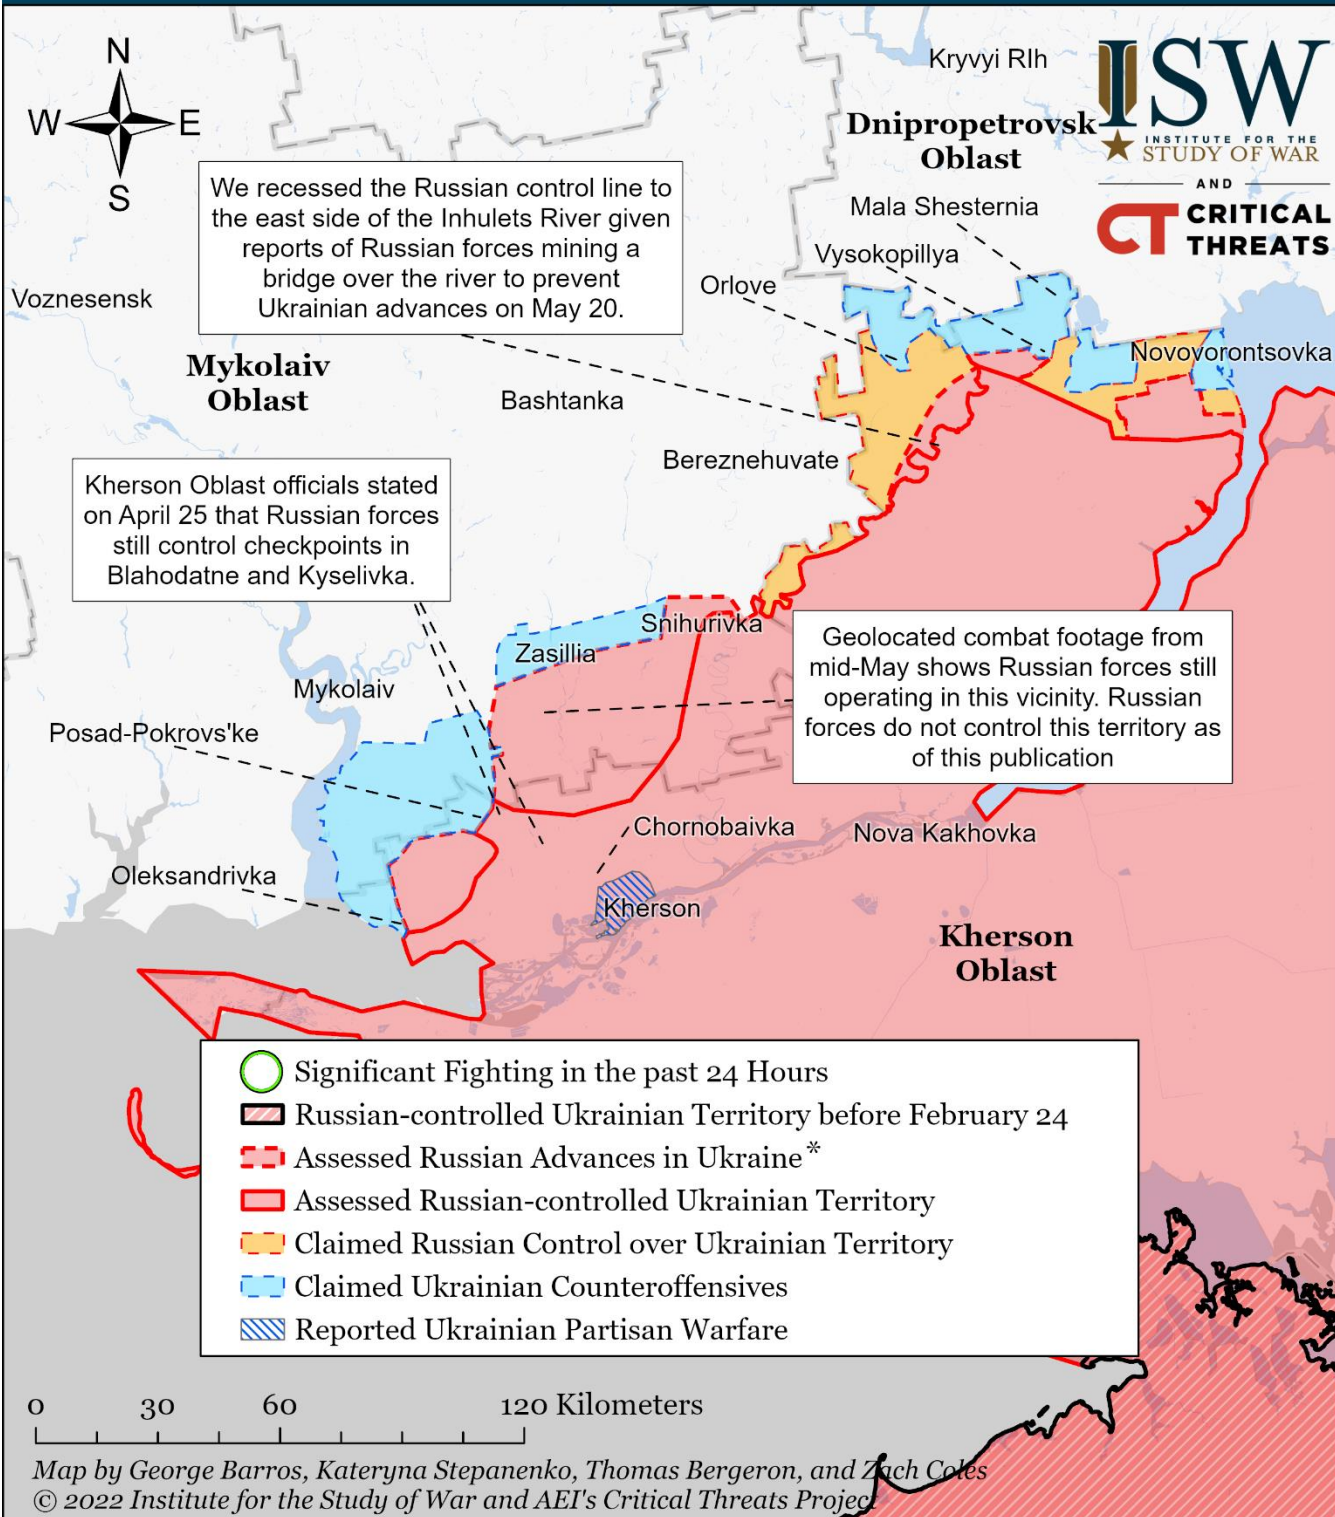 N
W E
S
Kryvyi RIh
Dnipropetrovsk
Oblast
ISW
INSTITUTE FOR THE
STUDY OF WAR
AND
CT CRITICAL
THREATS
We recessed the Russian control line to
the east side of the Inhulets River given
reports of Russian forces mining a
bridge over the river to prevent
Ukrainian advances on May 20.
Mala Shesternia
Vysokopillya
Orlove
Voznesensk
Mykolaiv
Oblast
Novovorontsovka
Bashtanka
Bereznehuvate
Kherson Oblast officials stated
on April 25 that Russian forces
still control checkpoints in
Blahodatne and Kyselivka.
Snihurivka
Zasillia
Geolocated combat footage from
mid-May shows Russian forces still
operating in this vicinity. Russian
forces do not control this territory as
of this publication
Mykolaiv
Posad-Pokrovs'ke
Chornobaivka
Nova Kakhovka
Oleksandrivka
Kherson
Kherson
Oblast
Significant Fighting in the past 24 Hours
Russian-controlled Ukrainian Territory before February 24
Assessed Russian Advances in Ukraine*
Assessed Russian-controlled Ukrainian Territory
Claimed Russian Control over Ukrainian Territory
Claimed Ukrainian Counteroffensives
Reported Ukrainian Partisan Warfare
0 30 60 120 Kilometers
Map by George Barros, Kateryna Stepanenko, Thomas Bergeron, and Zach Coles
© 2022 Institute for the Study of War and AEI's Critical Threats Project